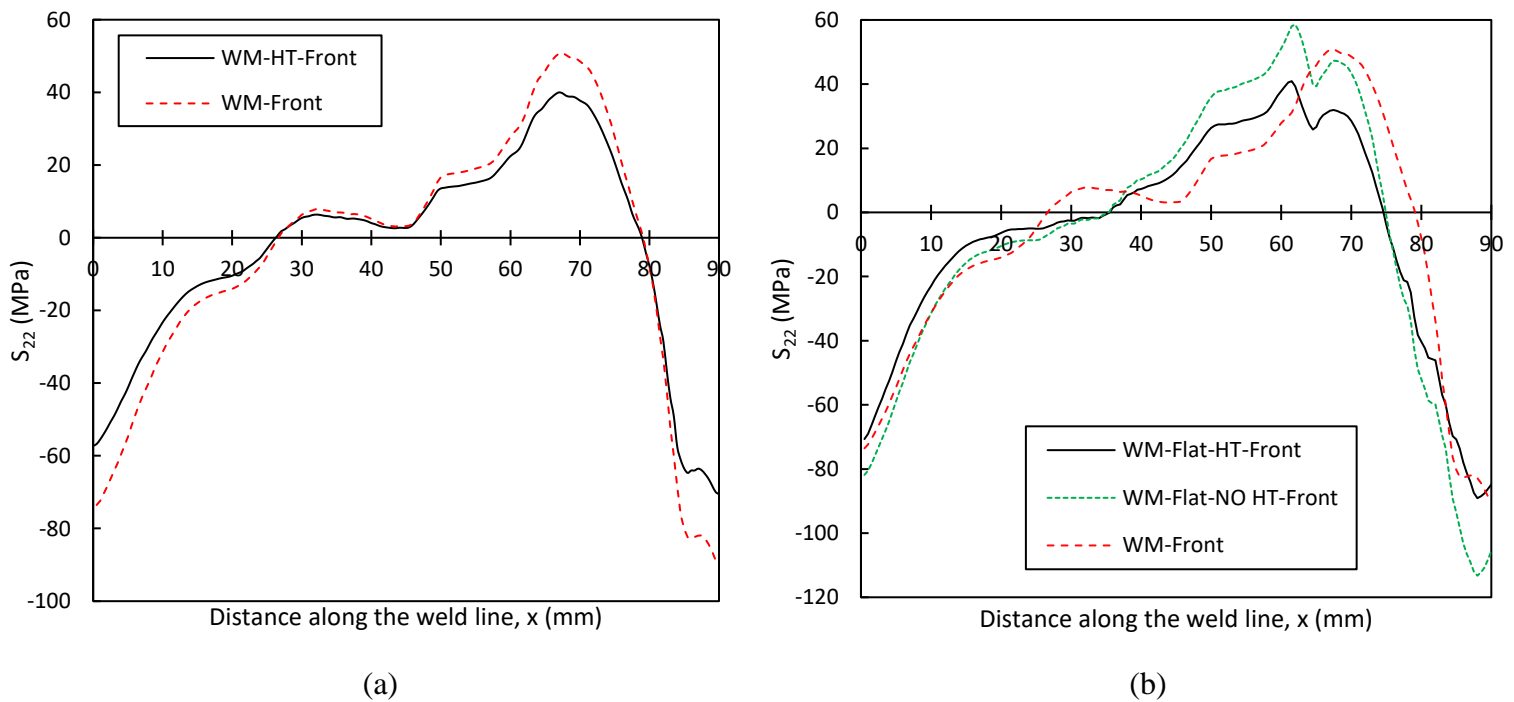 60
40
20
0
-20
-40
-60
-80
-100
0 10 20 30 40 50 60 70 80 90
S22 (MPa)
Distance along the weld line, x (mm)
WM-HT-Front
WM-Front
(a)
60
40
20
0
-20
-40
-60
-80
-100
-120
0 10 20 30 40 50 60 70 80 90
S22 (MPa)
Distance along the weld line, x (mm)
WM-Flat-HT-Front
WM-Flat-NO HT-Front
WM-Front
(b)